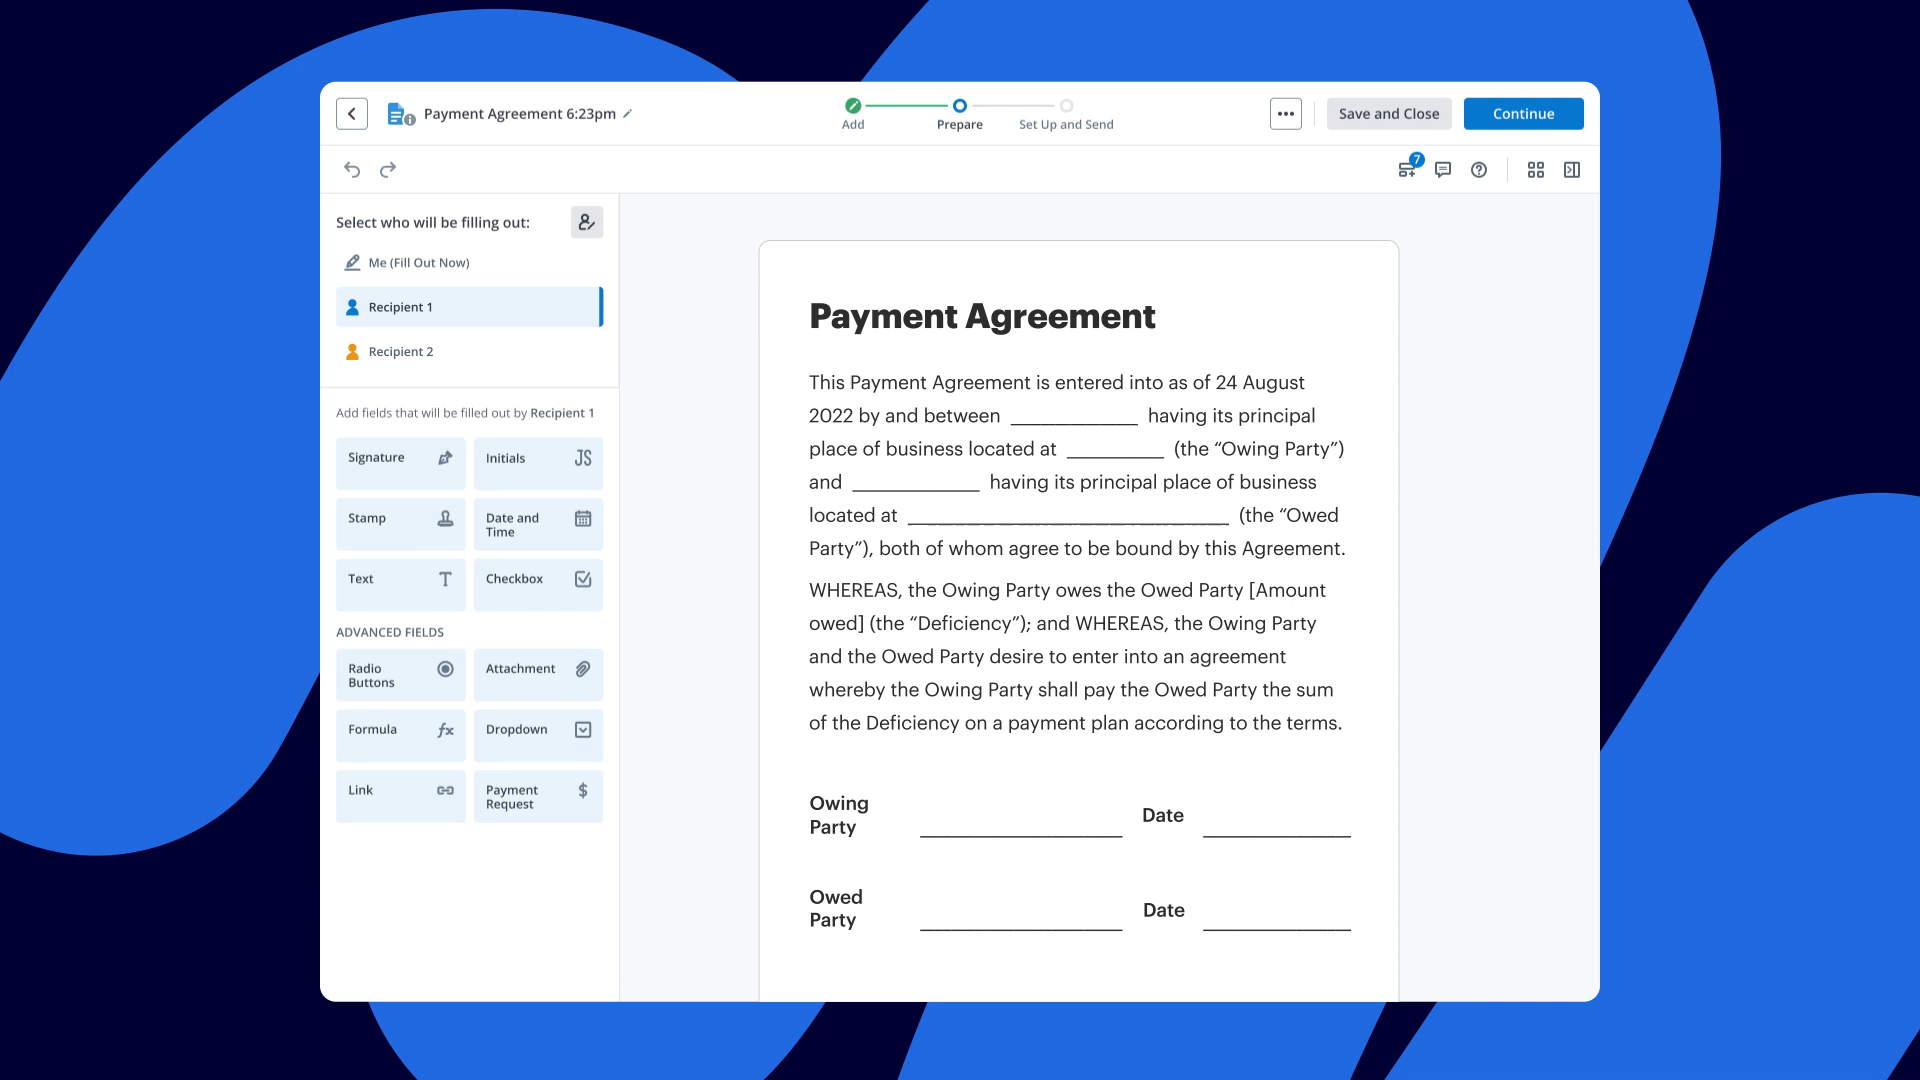 Payment Agreement 6:23pm
Add
Prepare
Set Up and Send
Save and Close
Continue
7
Select who will be filling out:
Me (Fill Out Now)
Recipient 1
Recipient 2
Add fields that will be filled out by Recipient 1
Signature
Initials
JS
Stamp
Date and
Time
Text
T
Checkbox
ADVANCED FIELDS
Radio
Buttons
Attachment
Formula
fx
Dropdown
Link
Payment
Request
$
Payment Agreement
This Payment Agreement is entered into as of 24 August
2022 by and between _____________ having its principal
place of business located at __________ (the “Owing Party”)
and _____________ having its principal place of business
located at _________________________________ (the “Owed
Party”), both of whom agree to be bound by this Agreement.
WHEREAS, the Owing Party owes the Owed Party [Amount
owed] (the “Deficiency”); and WHEREAS, the Owing Party
and the Owed Party desire to enter into an agreement
whereby the Owing Party shall pay the Owed Party the sum
of the Deficiency on a payment plan according to the terms.
Owing
Party
Date
Owed
Party
Date